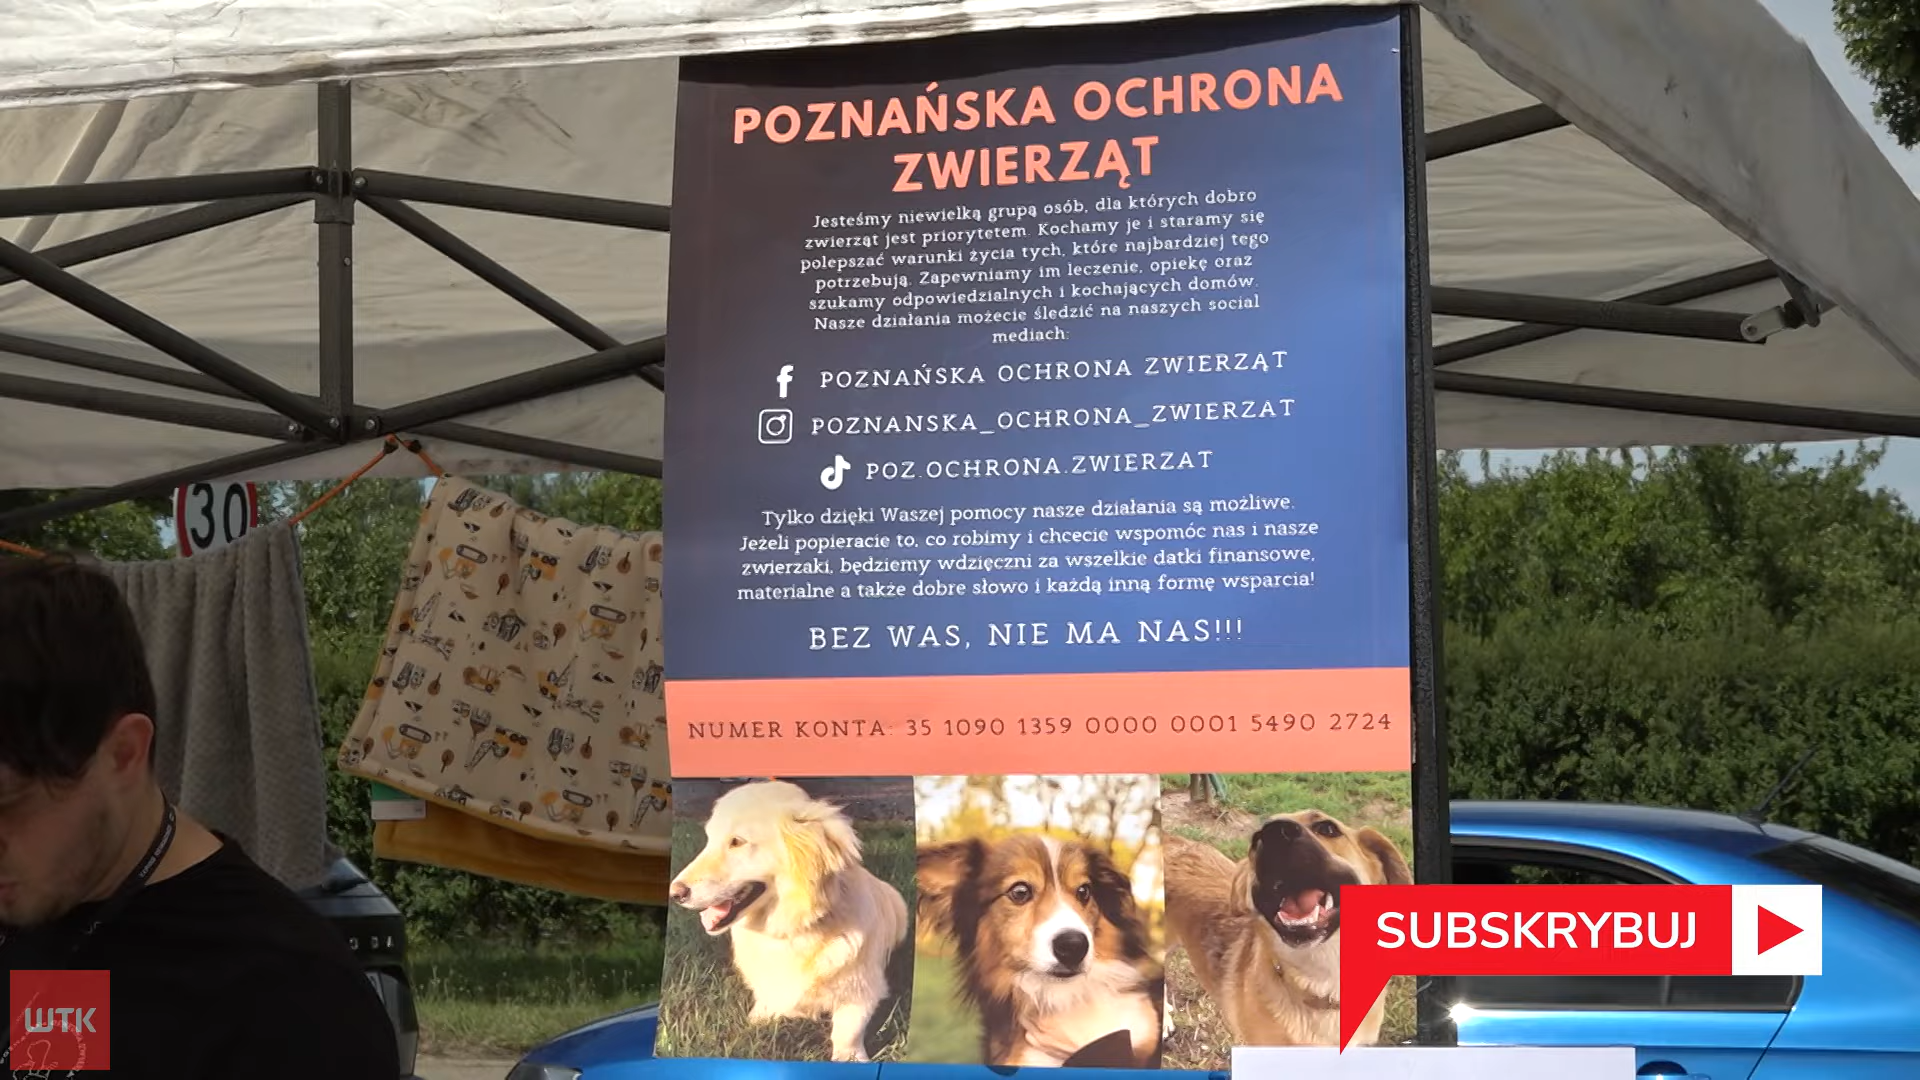 POZNAŃSKA OCHRONA
ZWIERZĄT
Jesteśmy niewielką grupą osób, dla których dobro
zwierząt jest priorytetem. Kochamy je i staramy się
polepszać warunki życia tych, które najbardziej tego
potrzebują. Zapewniamy im leczenie, opiekę oraz
szukamy odpowiedzialnych i kochających domów.
Nasze działania możecie śledzić na naszych social
mediach:
POZNAŃSKA OCHRONA ZWIERZĄT
POZNANSKA_OCHRONA_ZWIERZAT
POZ.OCHRONA.ZWIERZAT
Tylko dzięki Waszej pomocy nasze działania są możliwe.
Jeżeli popieracie to, co robimy i chcecie wspomóc nas i nasze
zwierzaki, będziemy wdzięczni za wszelkie datki finansowe,
materialne a także dobre słowo i każdą inną formę wsparcia!
BEZ WAS, NIE MA NAS!!!
NUMER KONTA: 35 1090 1359 0000 0001 5490 2724
30
SUBSKRYBUJ
WTK